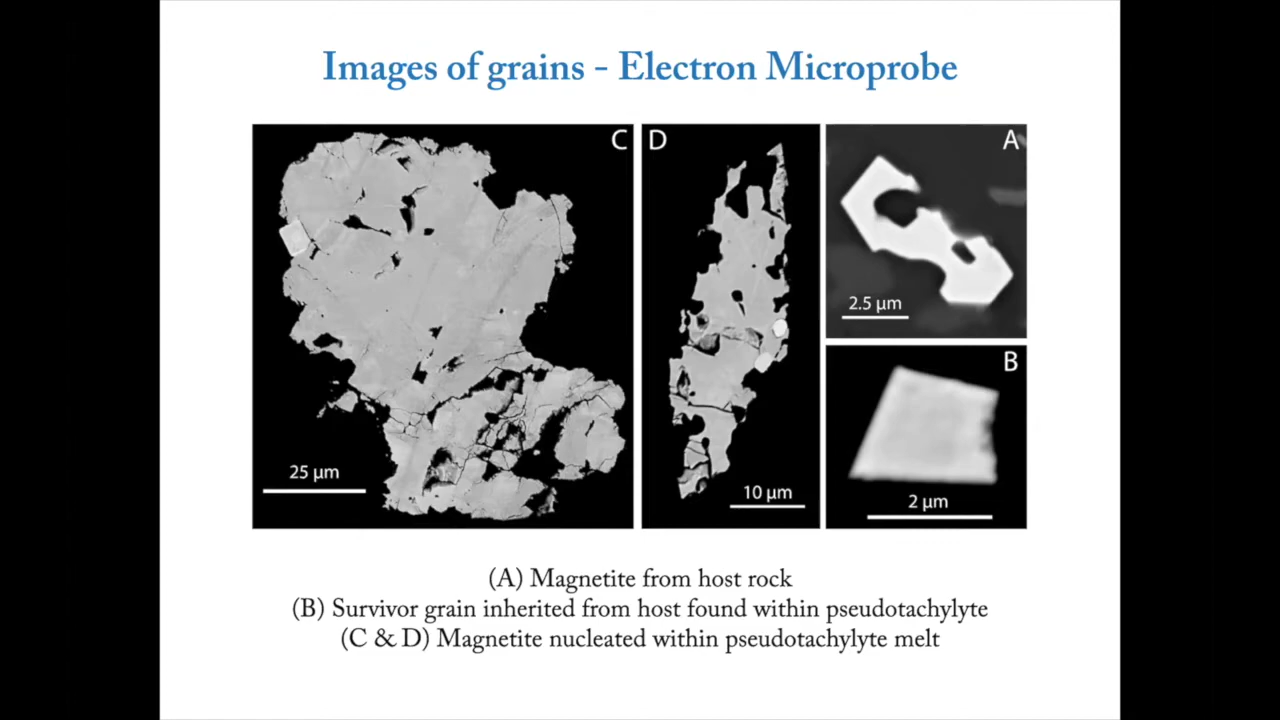 Images of grains - Electron Microprobe
C
25 µm
D
10 µm
A
2.5 µm
B
2 µm
(A) Magnetite from host rock
(B) Survivor grain inherited from host found within pseudotachylyte
(C & D) Magnetite nucleated within pseudotachylyte melt